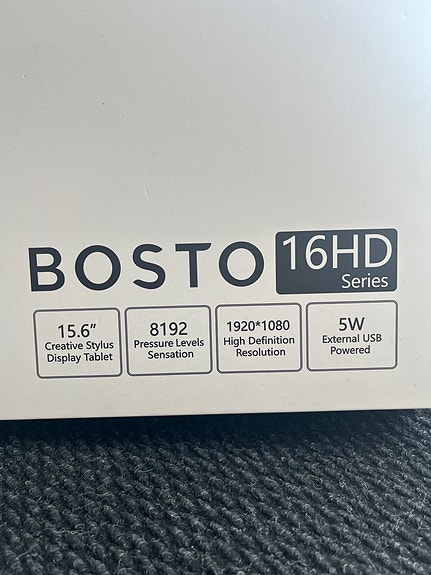 BOSTO 16HD
Series
15.6"
Creative Stylus
Display Tablet
8192
Pressure Levels
Sensation
1920*1080
High Definition
Resolution
5W
External USB
Powered